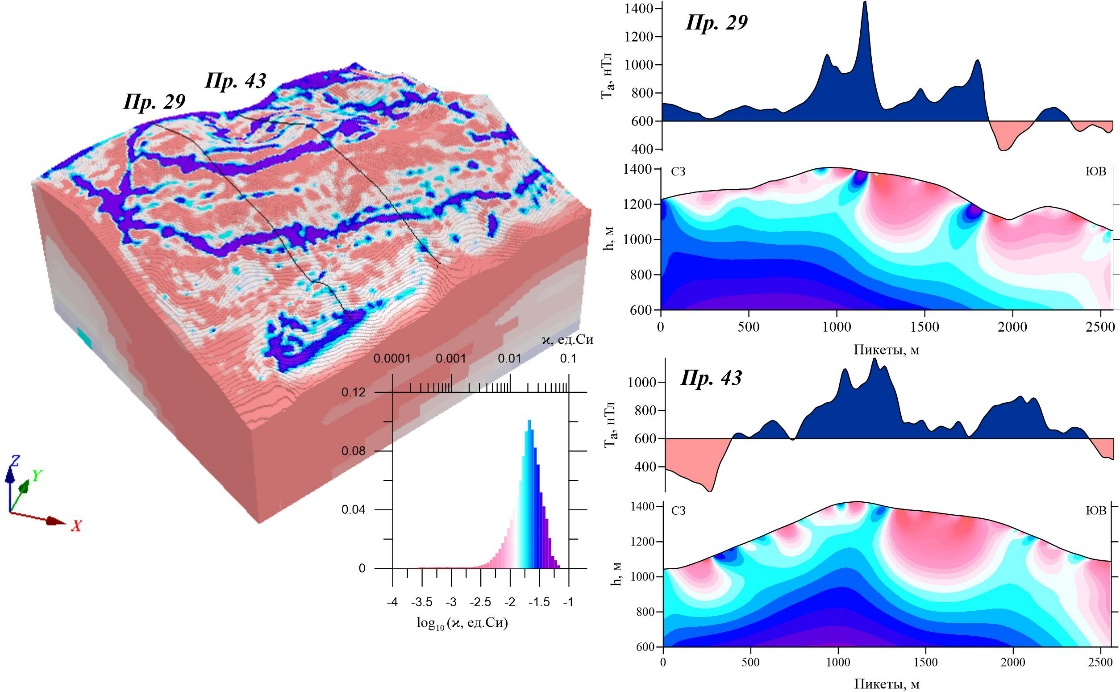 Пр. 43
Пр. 29
ϰ, ед.Си
0.0001 0.001 0.01 0.1
0.12
0.08
0.04
0
-4 -3.5 -3 -2.5 -2 -1.5 -1
log₁₀ (ϰ, ед.Си)
Z
Y
X
Пр. 29
Tₐ, нТл
1400
1200
1000
800
600
400
СЗ ЮВ
h, м
1400
1200
1000
800
600
0 500 1000 1500 2000 2500
Пикеты, м
Пр. 43
Tₐ, нТл
1000
800
600
400
СЗ ЮВ
h, м
1400
1200
1000
800
600
0 500 1000 1500 2000 2500
Пикеты, м